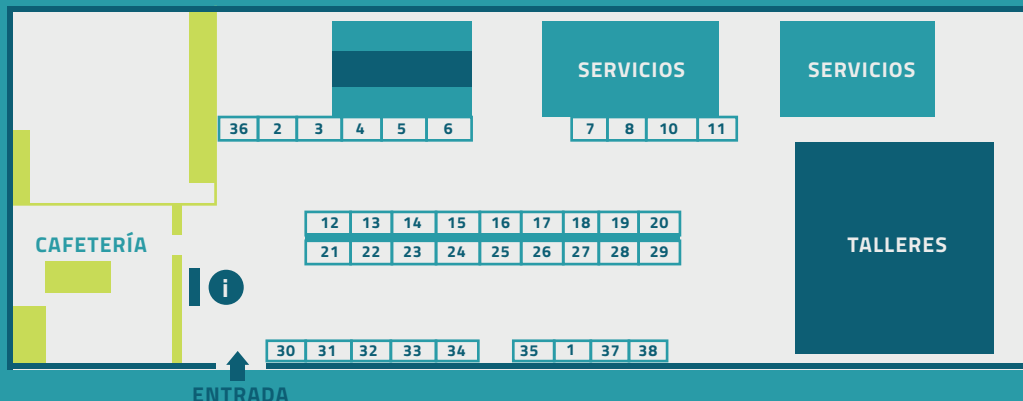 SERVICIOS SERVICIOS
36 2 3 4 5 6 7 8 10 11
12 13 14 15 16 17 18 19 20
CAFETERÍA 21 22 23 24 25 26 27 28 29 TALLERES
i
30 31 32 33 34 35 1 37 38
ENTRADA